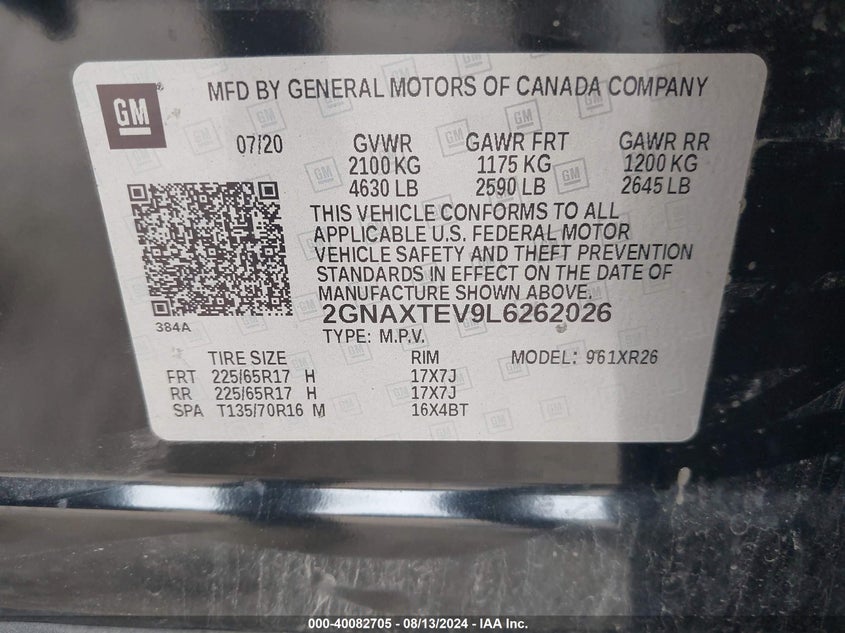 GM
MFD BY GENERAL MOTORS OF CANADA COMPANY
07/20 GVWR GAWR FRT GAWR RR
2100 KG 1175 KG 1200 KG
4630 LB 2590 LB 2645 LB
THIS VEHICLE CONFORMS TO ALL
APPLICABLE U.S. FEDERAL MOTOR
VEHICLE SAFETY AND THEFT PREVENTION
STANDARDS IN EFFECT ON THE DATE OF
MANUFACTURE SHOWN ABOVE.
384A
2GNAXTEV9L6262026
TYPE: M.P.V.
TIRE SIZE RIM MODEL: 961XR26
FRT 225/65R17 H 17X7J
RR 225/65R17 H 17X7J
SPA T135/70R16 M 16X4BT
000-40082705 - 08/13/2024 - IAA Inc.